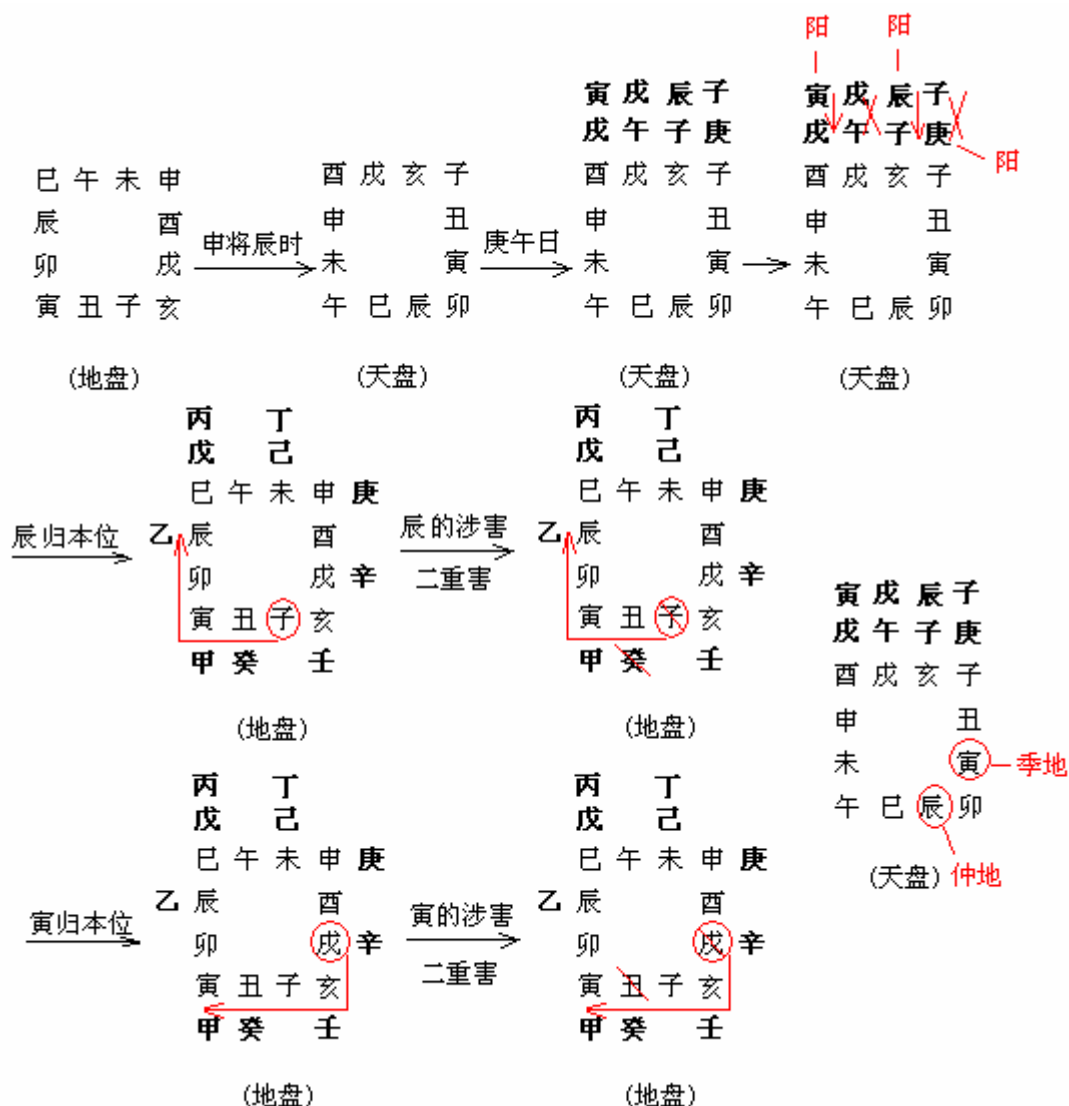 阳 阳
寅 戌 辰 子
戌 午 子 庚
寅 戌 辰 子
戌 午 子 庚
阳
巳 午 未 申
辰 酉
卯 戌
寅 丑 子 亥
(地盘)
申将辰时
酉 戌 亥 子
申 丑
未 寅
午 巳 辰 卯
(天盘)
庚午日
酉 戌 亥 子
申 丑
未 寅
午 巳 辰 卯
(天盘)
酉 戌 亥 子
申 丑
未 寅
午 巳 辰 卯
(天盘)
辰归本位
丙 丁
戊 己
巳 午 未 申 庚
乙 辰 酉
卯 戌 辛
寅 丑 子 亥
甲 癸 壬
(地盘)
辰的涉害
二重害
丙 丁
戊 己
巳 午 未 申 庚
乙 辰 酉
卯 戌 辛
寅 丑 子 亥
甲 癸 壬
(地盘)
寅 戌 辰 子
戌 午 子 庚
酉 戌 亥 子
申 丑
未 寅 季地
午 巳 辰 卯
(天盘) 仲地
寅归本位
丙 丁
戊 己
巳 午 未 申 庚
乙 辰 酉
卯 戌 辛
寅 丑 子 亥
甲 癸 壬
(地盘)
寅的涉害
二重害
丙 丁
戊 己
巳 午 未 申 庚
乙 辰 酉
卯 戌 辛
寅 丑 子 亥
甲 癸 壬
(地盘)